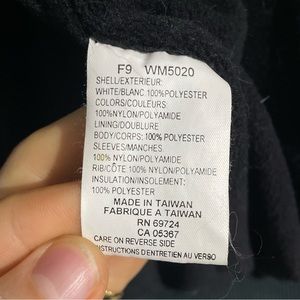 F9 WM5020
SHELL/EXTERIEUR:
WHITE/BLANC 100%POLYESTER
COLORS/COULEURS:
100%NYLON/POLYAMIDE
LINING/DOUBLURE
BODY/CORPS: 100% POLYESTER
SLEEVES/MANCHES
100% NYLON/POLYAMIDE
RIB/CÔTE 100%NYLON/POLYAMIDE
INSULATION/INSULEMENT:
100%POLYESTER
MADE IN TAIWAN
FABRIQUE A TAIWAN
RN 69724
CA 05367
CARE ON REVERSE SIDE
INSTRUCTIONS D'ENTRETIEN AU VERSO